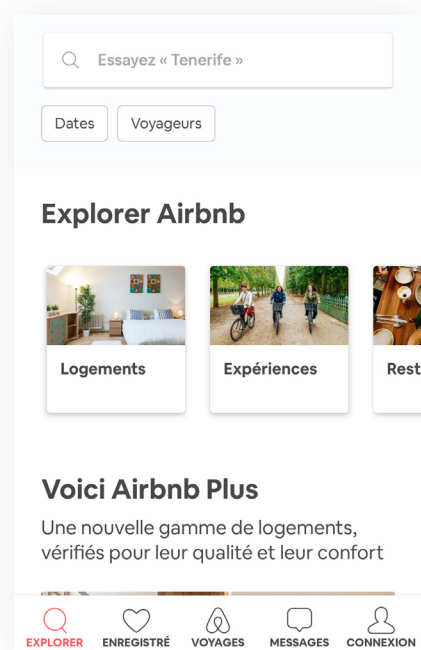 Essayez « Tenerife »
Dates Voyageurs
Explorer Airbnb
Logements Expériences Rest
Voici Airbnb Plus
Une nouvelle gamme de logements,
vérifiés pour leur qualité et leur confort
EXPLORER ENREGISTRÉ VOYAGES MESSAGES CONNEXION